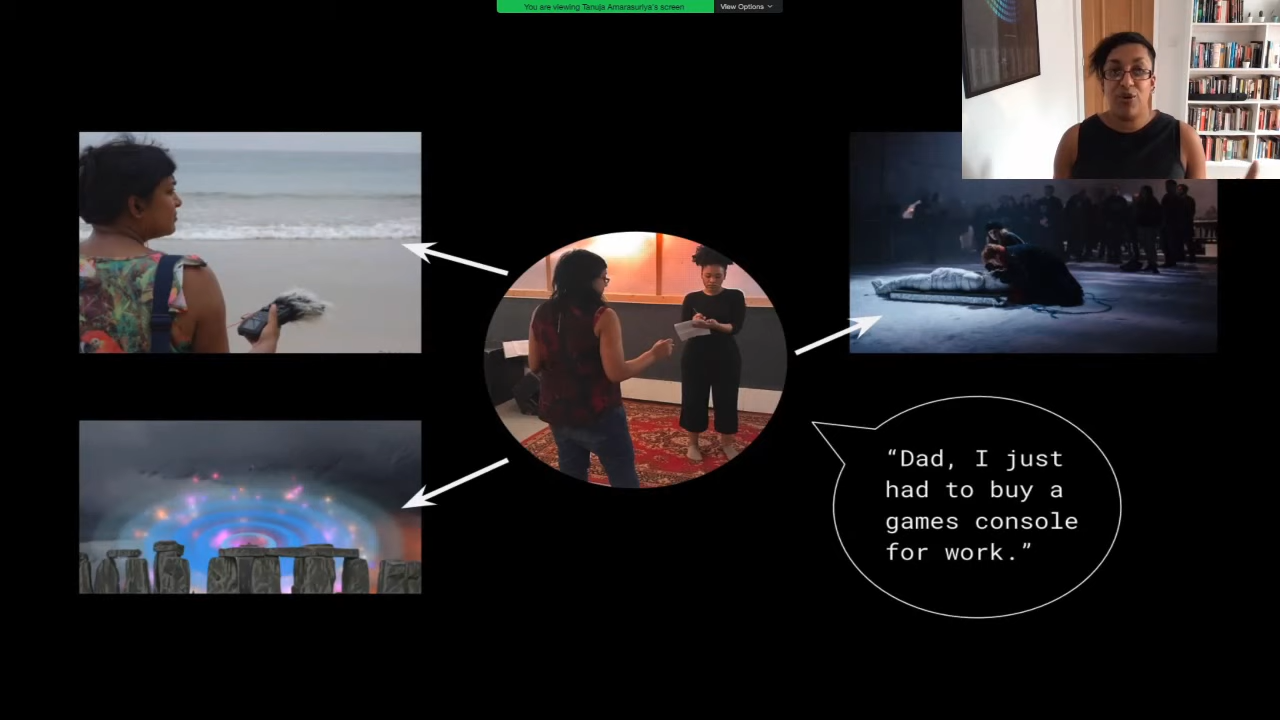 You are viewing Tanuja Amarasuriya's screen
View Options
“Dad, I just
had to buy a
games console
for work.”